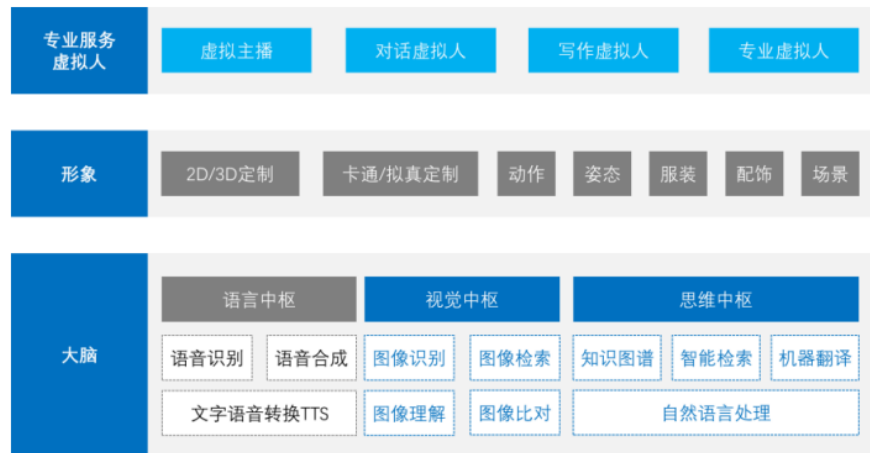 专业服务
虚拟人
虚拟主播 对话虚拟人 写作虚拟人 专业虚拟人
形象
2D/3D定制 卡通/拟真定制 动作 姿态 服装 配饰 场景
大脑
语言中枢 视觉中枢 思维中枢
语音识别 语音合成 图像识别 图像检索 知识图谱 智能检索 机器翻译
文字语音转换TTS 图像理解 图像比对 自然语言处理